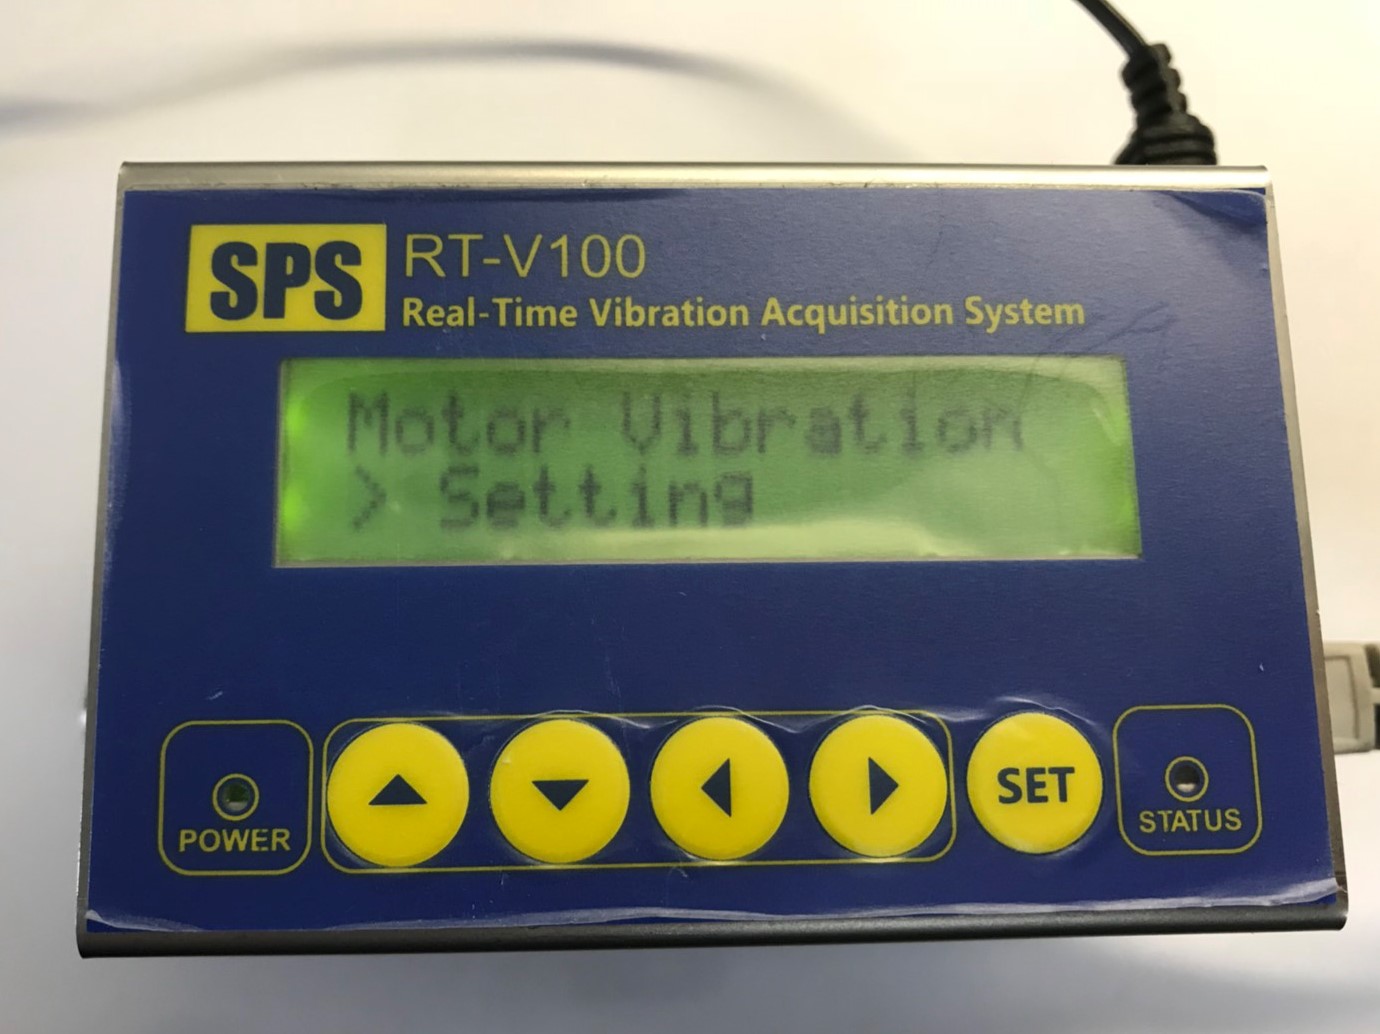 SPS RT-V100
Real-Time Vibration Acquisition System
Motor Vibration
> Setting
POWER
SET
STATUS